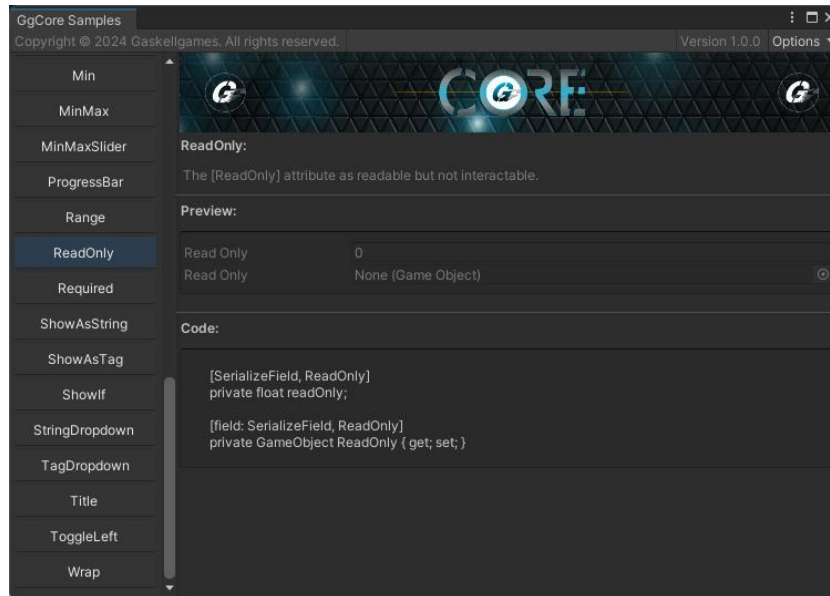 GgCore Samples
Copyright © 2024 Gaskellgames. All rights reserved.
Version 1.0.0 Options
Min
MinMax
MinMaxSlider
ProgressBar
Range
ReadOnly
Required
ShowAsString
ShowAsTag
ShowIf
StringDropdown
TagDropdown
Title
ToggleLeft
Wrap
CORE
ReadOnly:
The [ReadOnly] attribute as readable but not interactable.
Preview:
Read Only 0
Read Only None (Game Object)
Code:
[SerializeField, ReadOnly]
private float readOnly;
[field: SerializeField, ReadOnly]
private GameObject ReadOnly { get; set; }